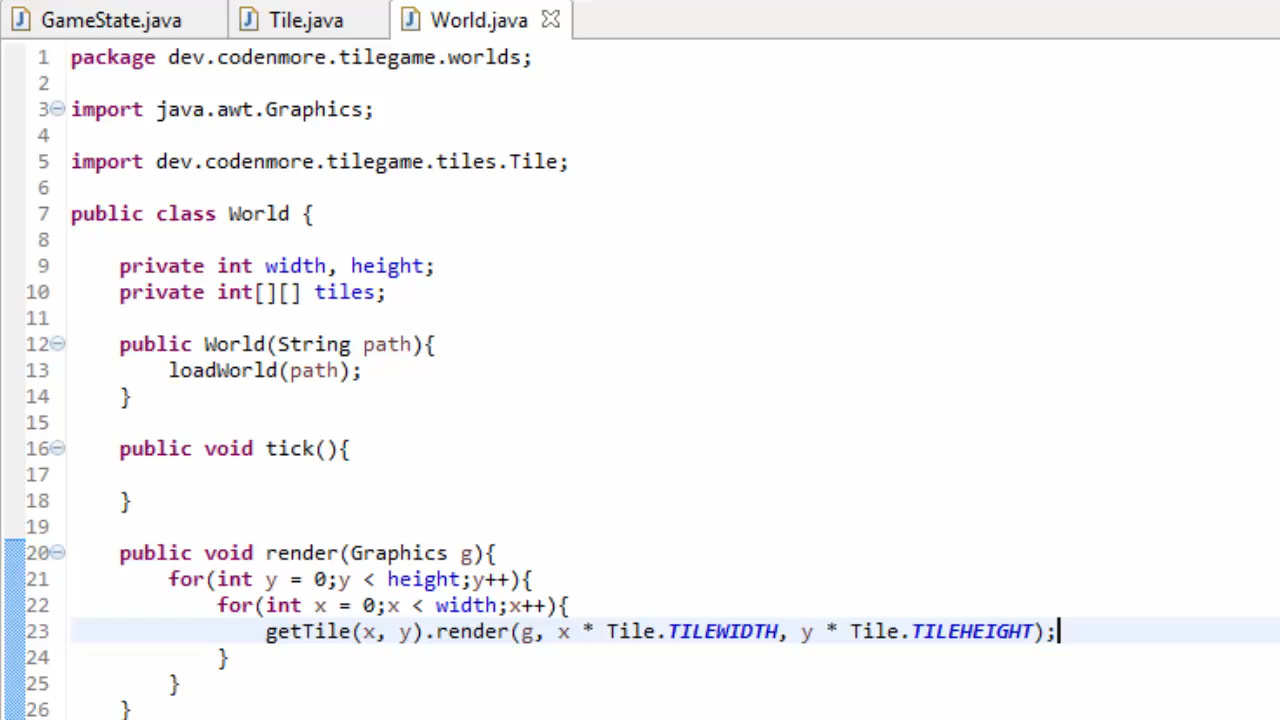 GameState.java Tile.java World.java
1 package dev.codenmore.tilegame.worlds;
2
3 import java.awt.Graphics;
4
5 import dev.codenmore.tilegame.tiles.Tile;
6
7 public class World {
8
9 private int width, height;
10 private int[][] tiles;
11
12 public World(String path){
13 loadWorld(path);
14 }
15
16 public void tick(){
17
18 }
19
20 public void render(Graphics g){
21 for(int y = 0;y < height;y++){
22 for(int x = 0;x < width;x++){
23 getTile(x, y).render(g, x * Tile.TILEWIDTH, y * Tile.TILEHEIGHT);
24 }
25 }
26 }